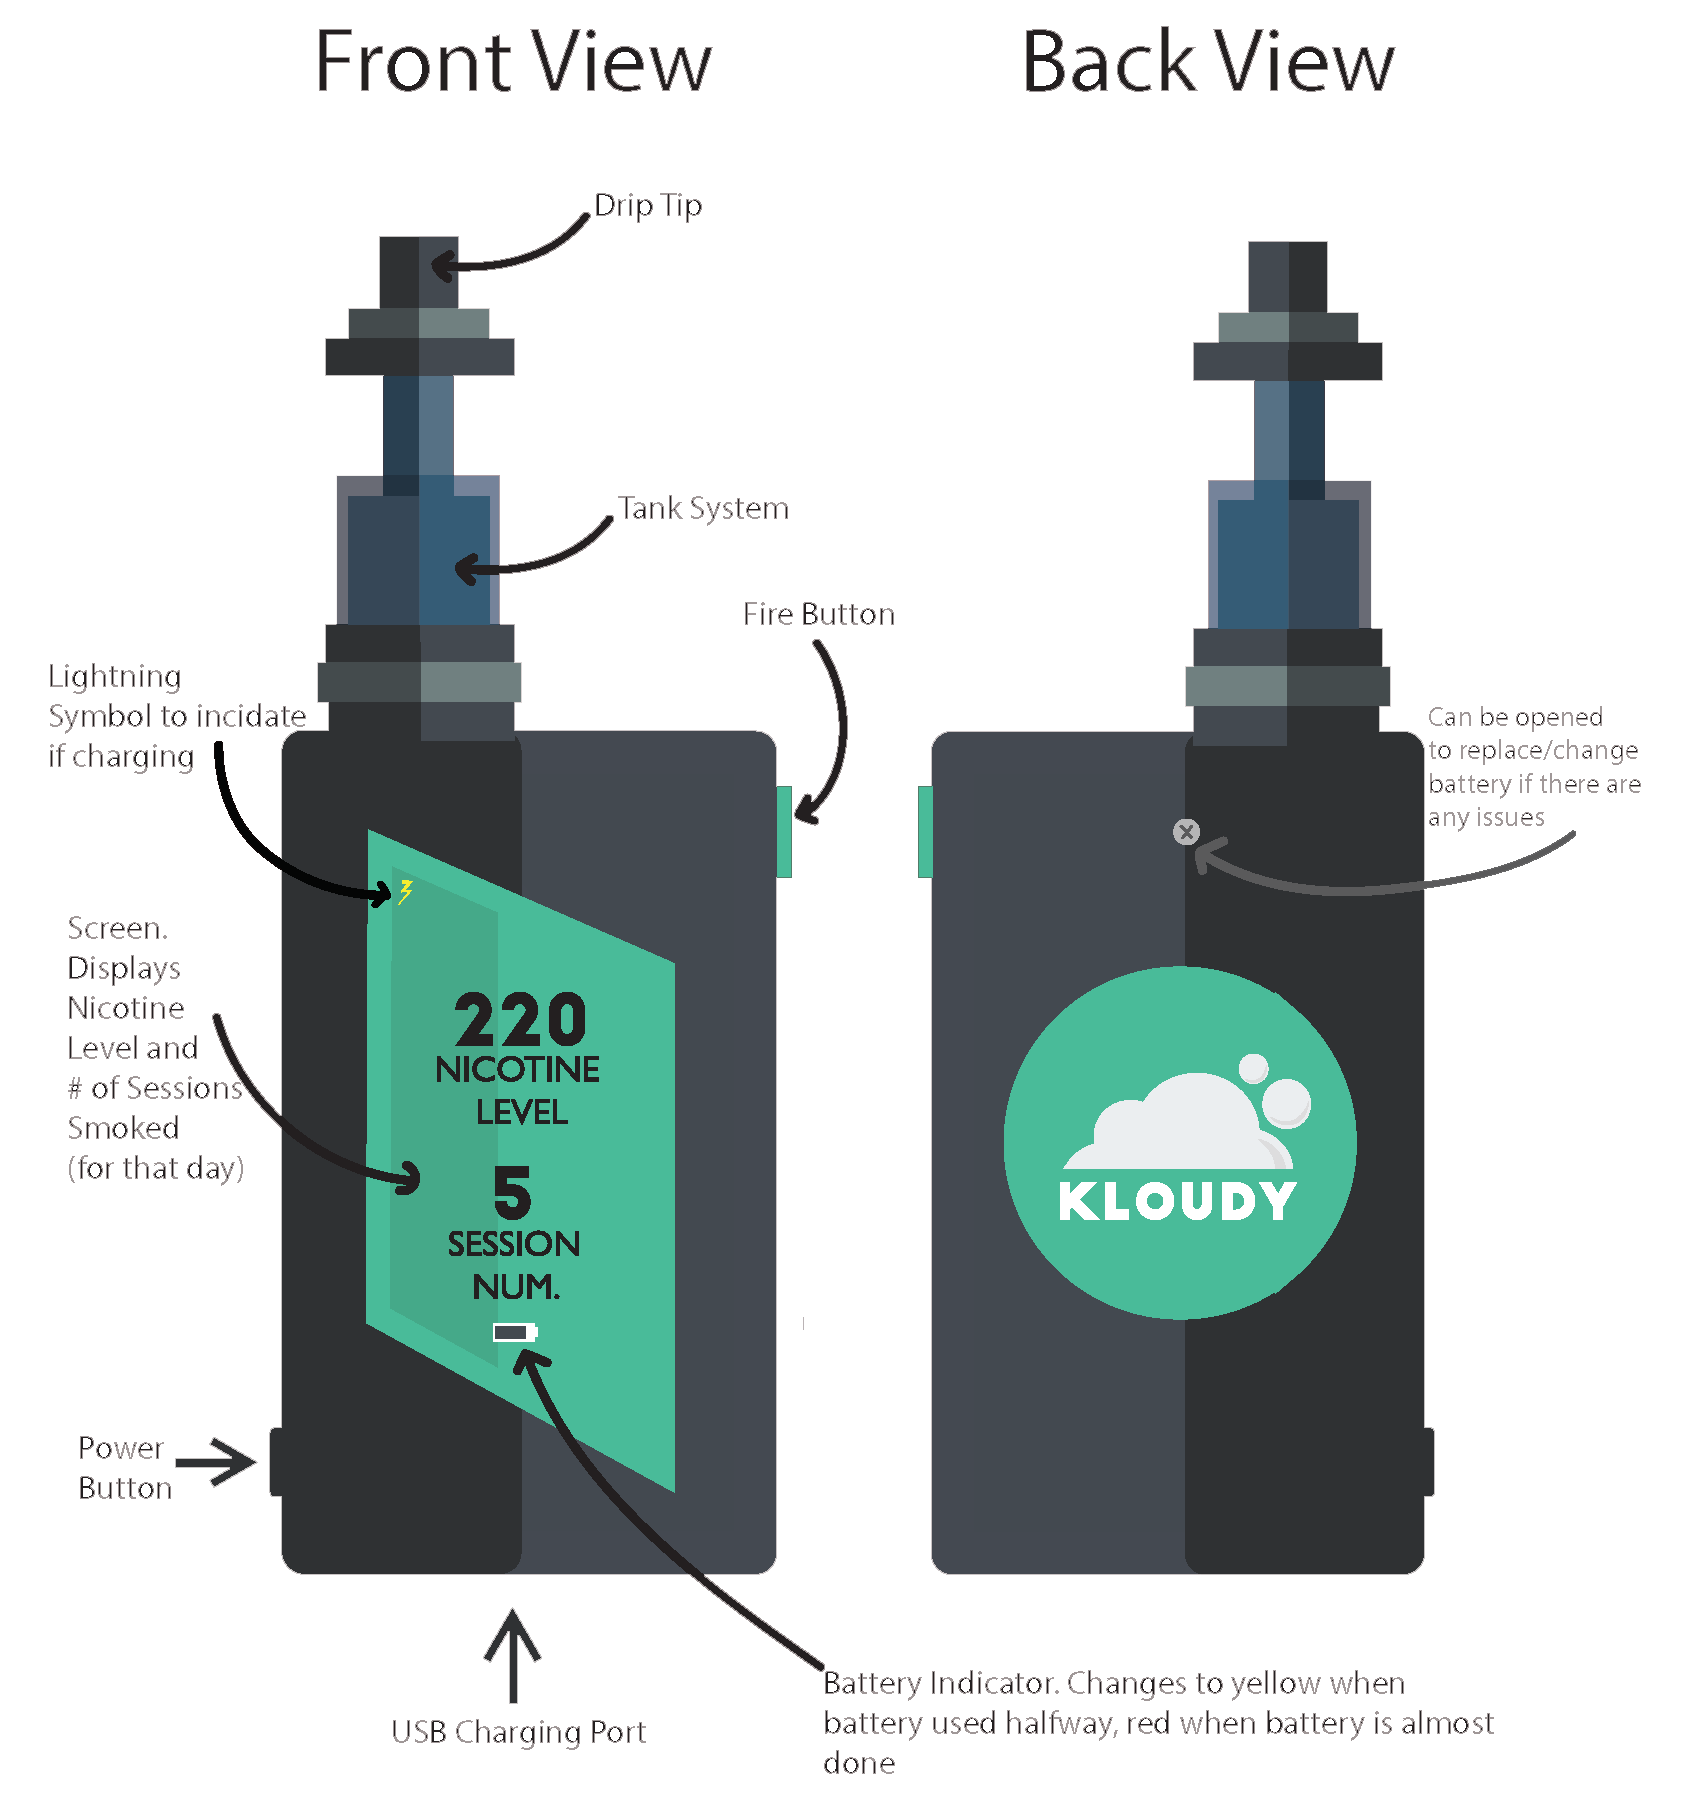 Front View
Back View
Drip Tip
Tank System
Fire Button
Lightning
Symbol to incidate
if charging
Can be opened
to replace/change
battery if there are
any issues
Screen.
Displays
Nicotine
Level and
# of Sessions
Smoked
(for that day)
220
NICOTINE
LEVEL
5
SESSION
NUM.
KLOUDY
Power
Button
USB Charging Port
Battery Indicator. Changes to yellow when
battery used halfway, red when battery is almost
done